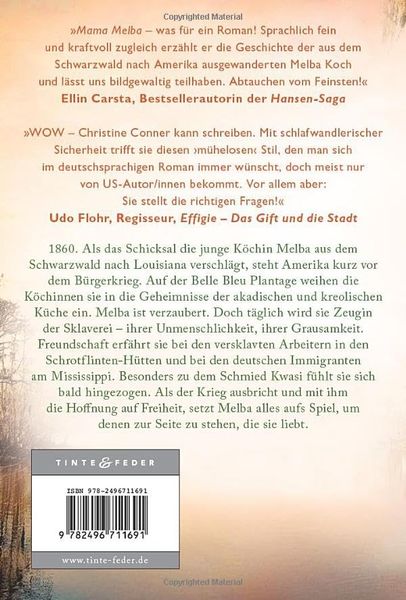 Copyrighted Material
»Mama Melba – was für ein Roman! Sprachlich fein
und kraftvoll zugleich erzählt er die Geschichte der aus dem
Schwarzwald nach Amerika ausgewanderten Melba Koch
und lässt uns bildgewaltig teilhaben. Abtauchen vom Feinsten!«
Ellin Carsta, Bestsellerautorin der Hansen-Saga
»WOW – Christine Conner kann schreiben. Mit schlafwandlerischer
Sicherheit trifft sie diesen ›mühelosen‹ Stil, den man sich
im deutschsprachigen Roman immer wünscht, doch meist nur
von US-Autor/innen bekommt. Vor allem aber:
Sie stellt die richtigen Fragen!«
Udo Flohr, Regisseur, Effigie – Das Gift und die Stadt
1860. Als das Schicksal die junge Köchin Melba aus dem
Schwarzwald nach Louisiana verschlägt, steht Amerika kurz vor
dem Bürgerkrieg. Auf der Belle Bleu Plantage weihen die
Köchinnen sie in die Geheimnisse der akadischen und kreolischen
Küche ein. Melba ist verzaubert. Doch täglich wird sie Zeugin
der Sklaverei – ihrer Unmenschlichkeit, ihrer Grausamkeit.
Freundschaft erfährt sie bei den versklavten Arbeitern in den
Schrotflinten-Hütten und bei den deutschen Immigranten
am Mississippi. Besonders zu dem Schmied Kwasi fühlt sie sich
bald hingezogen. Als der Krieg ausbricht und mit ihm
die Hoffnung auf Freiheit, setzt Melba alles aufs Spiel, um
denen zur Seite zu stehen, die sie liebt.
TINTE & FEDER
ISBN 978-2496711691
9 782496 711691
www.tinte-feder.de
Copyrighted Material